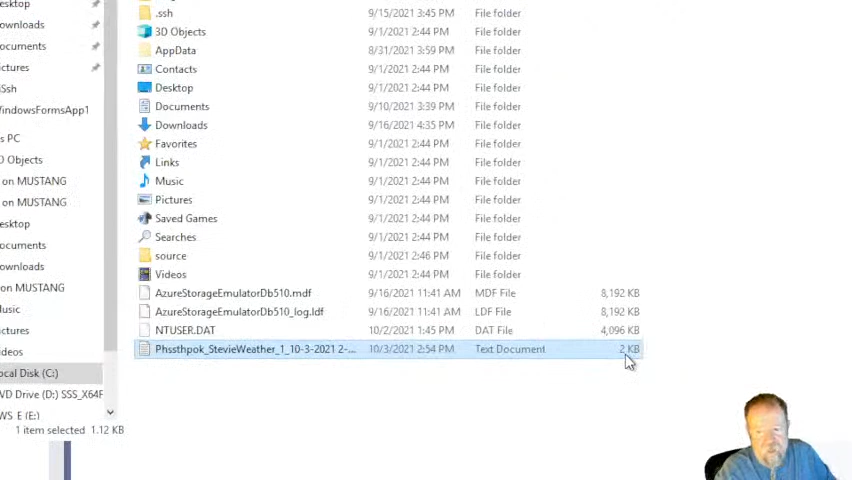 esktop
ownloads
ocuments
ictures
Ssh
VindowsFormsApp1
s PC
D Objects
on MUSTANG
on MUSTANG
esktop
ocuments
ownloads
on MUSTANG
usic
ictures
ideos
ocal Disk (C:)
WD Drive (D:) SSS_X64F
WS_E (E:)
.ssh 9/15/2021 3:45 PM File folder
3D Objects 9/1/2021 2:44 PM File folder
AppData 8/31/2021 3:59 PM File folder
Contacts 9/1/2021 2:44 PM File folder
Desktop 9/1/2021 2:44 PM File folder
Documents 9/10/2021 3:39 PM File folder
Downloads 9/16/2021 4:35 PM File folder
Favorites 9/1/2021 2:44 PM File folder
Links 9/1/2021 2:44 PM File folder
Music 9/1/2021 2:44 PM File folder
Pictures 9/1/2021 2:44 PM File folder
Saved Games 9/1/2021 2:44 PM File folder
Searches 9/1/2021 2:44 PM File folder
source 9/1/2021 2:46 PM File folder
Videos 9/1/2021 2:44 PM File folder
AzureStorageEmulatorDb510.mdf 9/16/2021 11:41 AM MDF File 8,192 KB
AzureStorageEmulatorDb510_log.ldf 9/16/2021 11:41 AM LDF File 8,192 KB
NTUSER.DAT 10/2/2021 1:45 PM DAT File 4,096 KB
Phssthpok_StevieWeather_1_10-3-2021 2-... 10/3/2021 2:54 PM Text Document 2 KB
1 item selected 1.12 KB